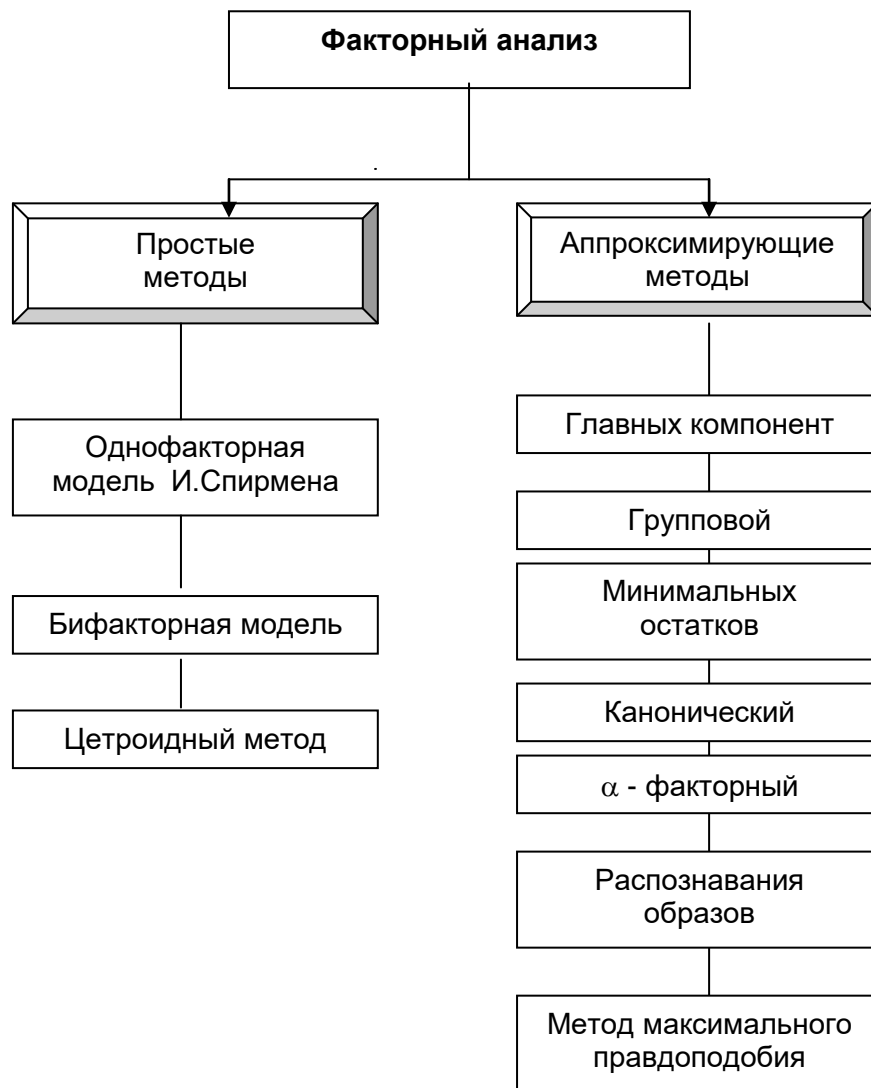 Факторный анализ
Простые
методы
Однофакторная
модель И.Спирмена
Бифакторная модель
Цетроидный метод
Аппроксимирующие
методы
Главных компонент
Групповой
Минимальных
остатков
Канонический
α - факторный
Распознавания
образов
Метод максимального
правдоподобия